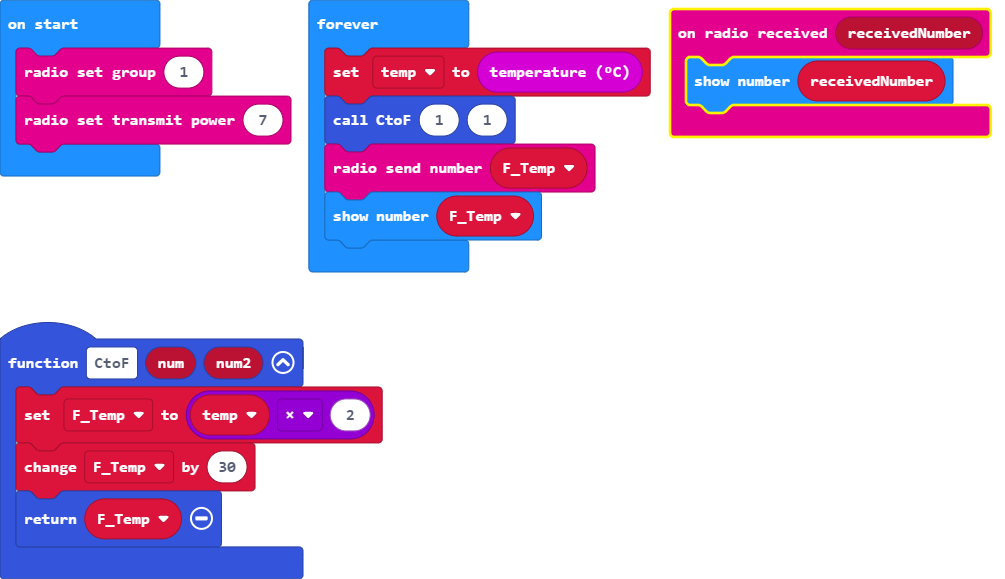 on start
radio set group 1
radio set transmit power 7
forever
set temp to temperature (ºC)
call CtoF 1 1
radio send number F_Temp
show number F_Temp
on radio received receivedNumber
show number receivedNumber
function CtoF num num2
set F_Temp to temp × 2
change F_Temp by 30
return F_Temp